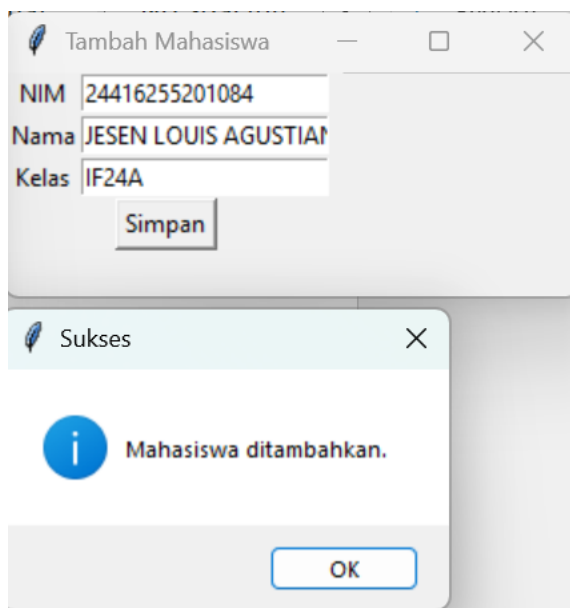 Tambah Mahasiswa
NIM 24416255201084
Nama JESEN LOUIS AGUSTIAN
Kelas IF24A
Simpan
Sukses
Mahasiswa ditambahkan.
OK